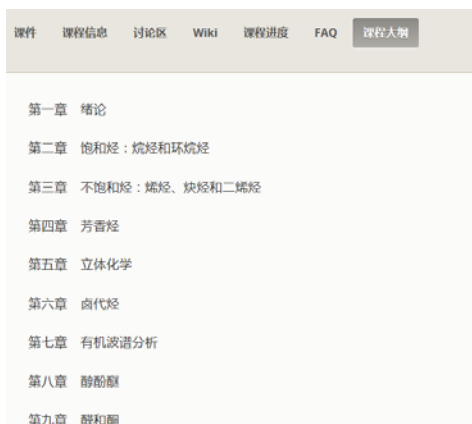 课件 课程信息 讨论区 Wiki 课程进度 FAQ 课程大纲
第一章 绪论
第二章 饱和烃：烷烃和环烷烃
第三章 不饱和烃：烯烃、炔烃和二烯烃
第四章 芳香烃
第五章 立体化学
第六章 卤代烃
第七章 有机波谱分析
第八章 醇酚醚
第九章 醛和酮